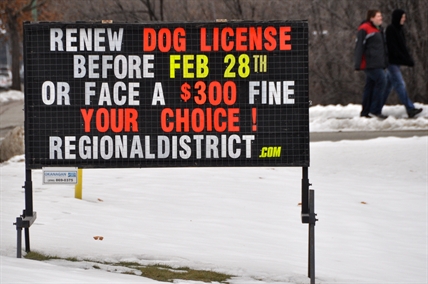 RENEW DOG LICENSE
BEFORE FEB 28TH
OR FACE A $300 FINE
YOUR CHOICE!
REGIONALDISTRICT.COM